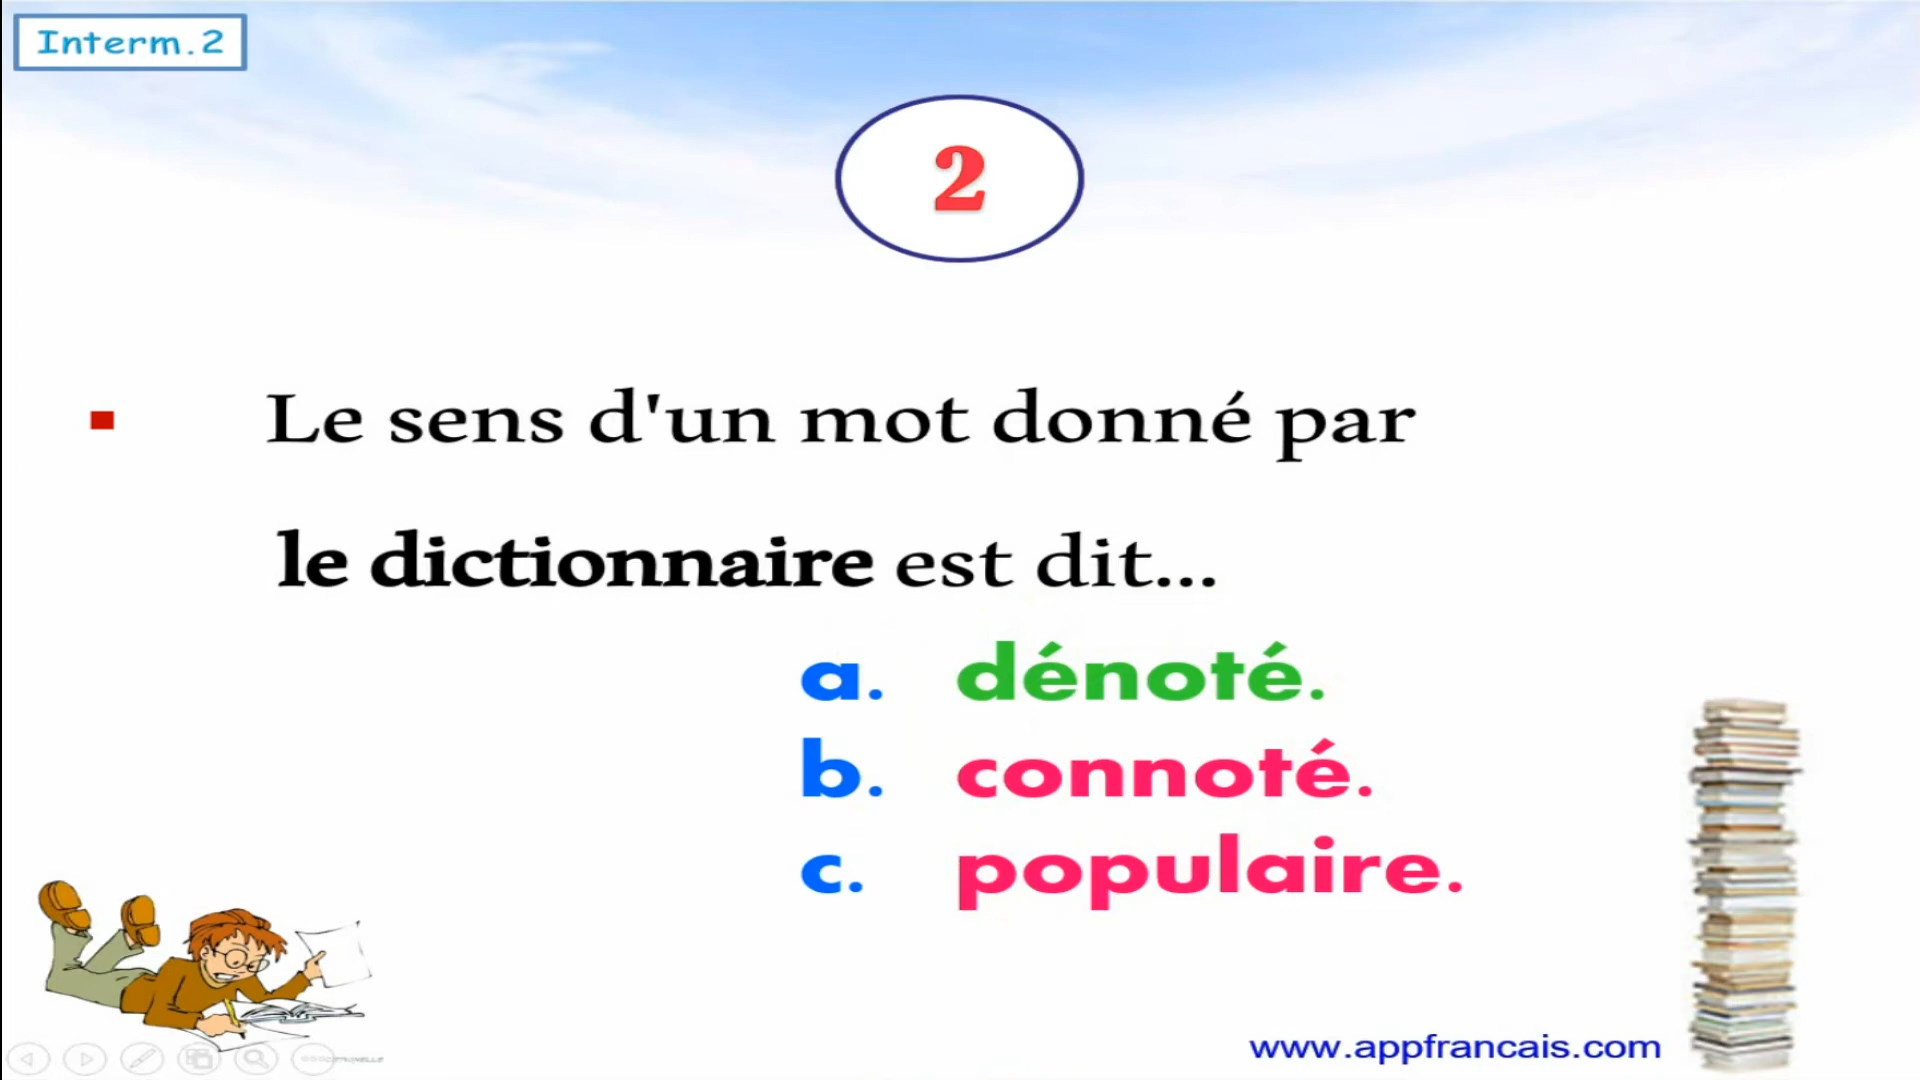 Interm.2
2
Le sens d'un mot donné par
le dictionnaire est dit...
a. dénoté.
b. connoté.
c. populaire.
www.appfrancais.com